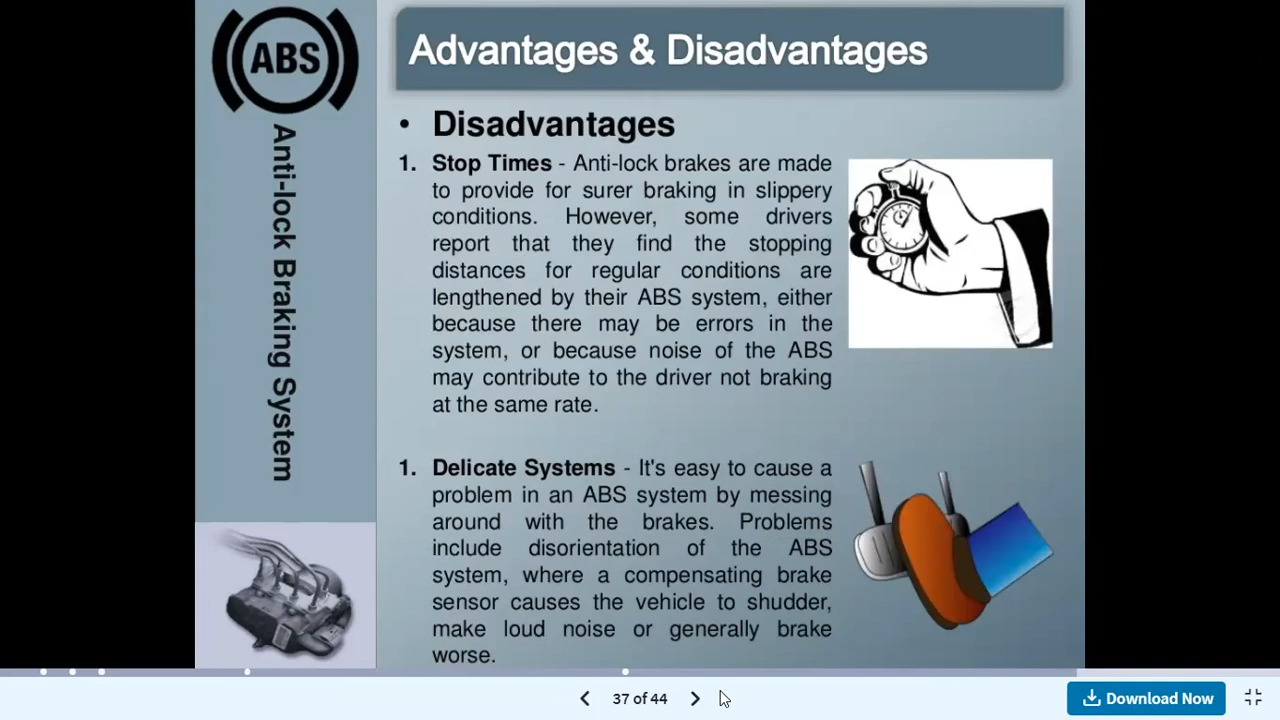 ABS
Anti-lock Braking System
Advantages & Disadvantages
• Disadvantages
1. Stop Times - Anti-lock brakes are made
to provide for surer braking in slippery
conditions. However, some drivers
report that they find the stopping
distances for regular conditions are
lengthened by their ABS system, either
because there may be errors in the
system, or because noise of the ABS
may contribute to the driver not braking
at the same rate.
1. Delicate Systems - It's easy to cause a
problem in an ABS system by messing
around with the brakes. Problems
include disorientation of the ABS
system, where a compensating brake
sensor causes the vehicle to shudder,
make loud noise or generally brake
worse.
37 of 44
Download Now